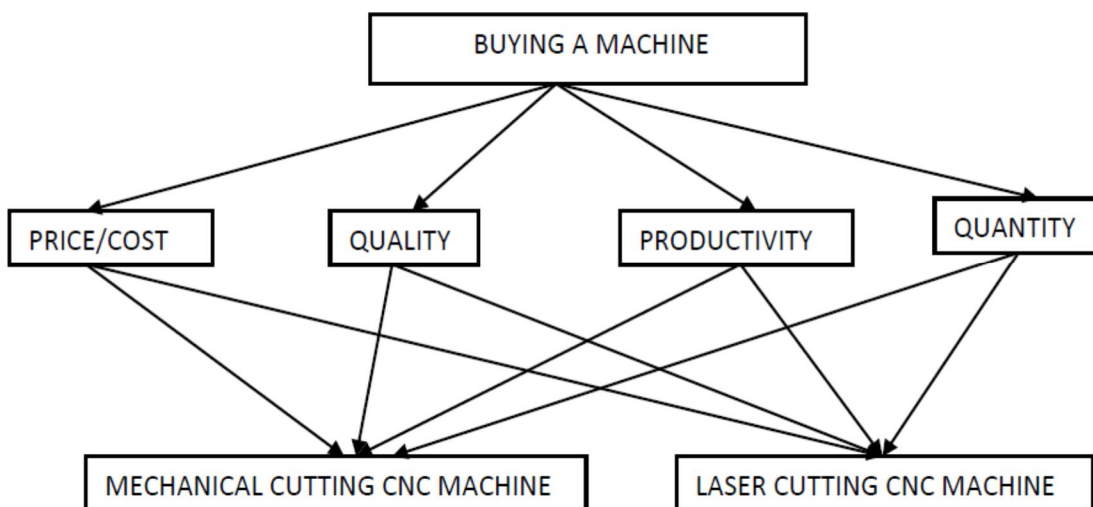 BUYING A MACHINE
PRICE/COST
QUALITY
PRODUCTIVITY
QUANTITY
MECHANICAL CUTTING CNC MACHINE
LASER CUTTING CNC MACHINE